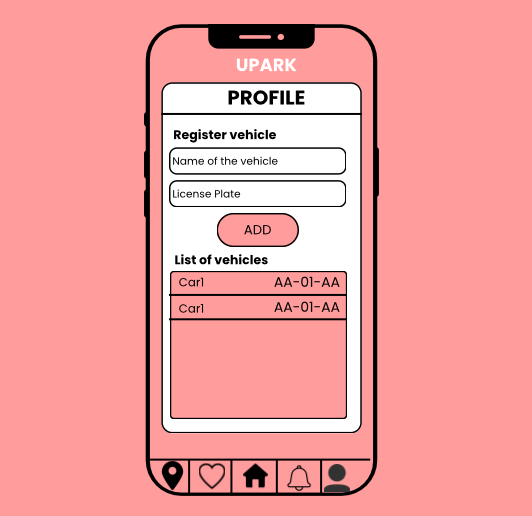 UPARK
PROFILE
Register vehicle
Name of the vehicle
License Plate
ADD
List of vehicles
Car1 AA-01-AA
Car1 AA-01-AA